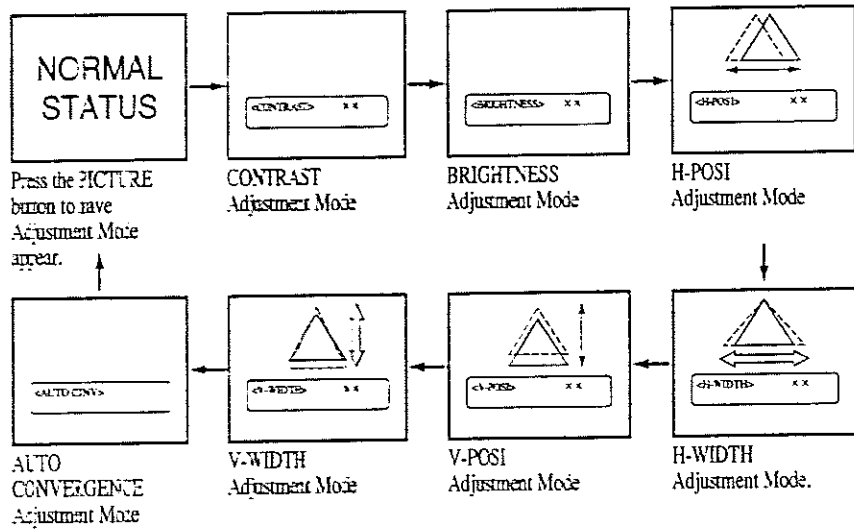 NORMAL
STATUS
Press the PICTURE
button to have
Adjustment Mode
appear.
<CONTRAST> x x
CONTRAST
Adjustment Mode
<BRIGHTNESS> x x
BRIGHTNESS
Adjustment Mode
<H-POSI> x x
H-POSI
Adjustment Mode
<H-WIDTH> x x
H-WIDTH
Adjustment Mode.
<V-POSI> x x
V-POSI
Adjustment Mode
<V-WIDTH> x x
V-WIDTH
Adjustment Mode
<AUTO CONV>
AUTO
CONVERGENCE
Adjustment Mode